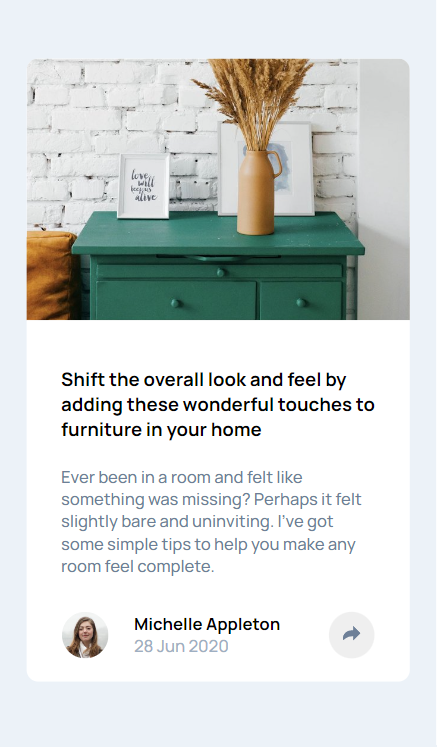 love
will
keep us
alive
Shift the overall look and feel by
adding these wonderful touches to
furniture in your home
Ever been in a room and felt like
something was missing? Perhaps it felt
slightly bare and uninviting. I've got
some simple tips to help you make any
room feel complete.
Michelle Appleton
28 Jun 2020